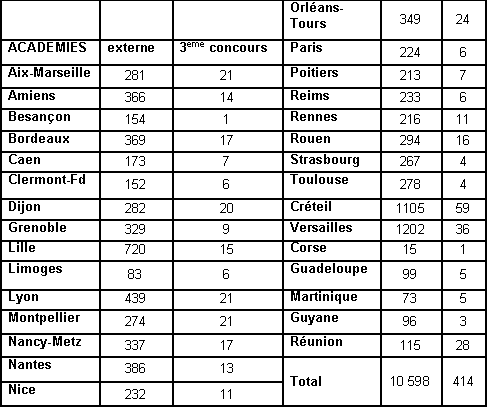 Orléans-
Tours 349 24
ACADEMIES externe 3eme concours Paris 224 6
Aix-Marseille 281 21 Poitiers 213 7
Amiens 366 14 Reims 233 6
Besançon 154 1 Rennes 216 11
Bordeaux 369 17 Rouen 294 16
Caen 173 7 Strasbourg 267 4
Clermont-Fd 152 6 Toulouse 278 4
Dijon 282 20 Créteil 1105 59
Grenoble 329 9 Versailles 1202 36
Lille 720 15 Corse 15 1
Limoges 83 6 Guadeloupe 99 5
Lyon 439 21 Martinique 73 5
Montpellier 274 21 Guyane 96 3
Nancy-Metz 337 17 Réunion 115 28
Nantes 386 13
Total 10 598 414
Nice 232 11